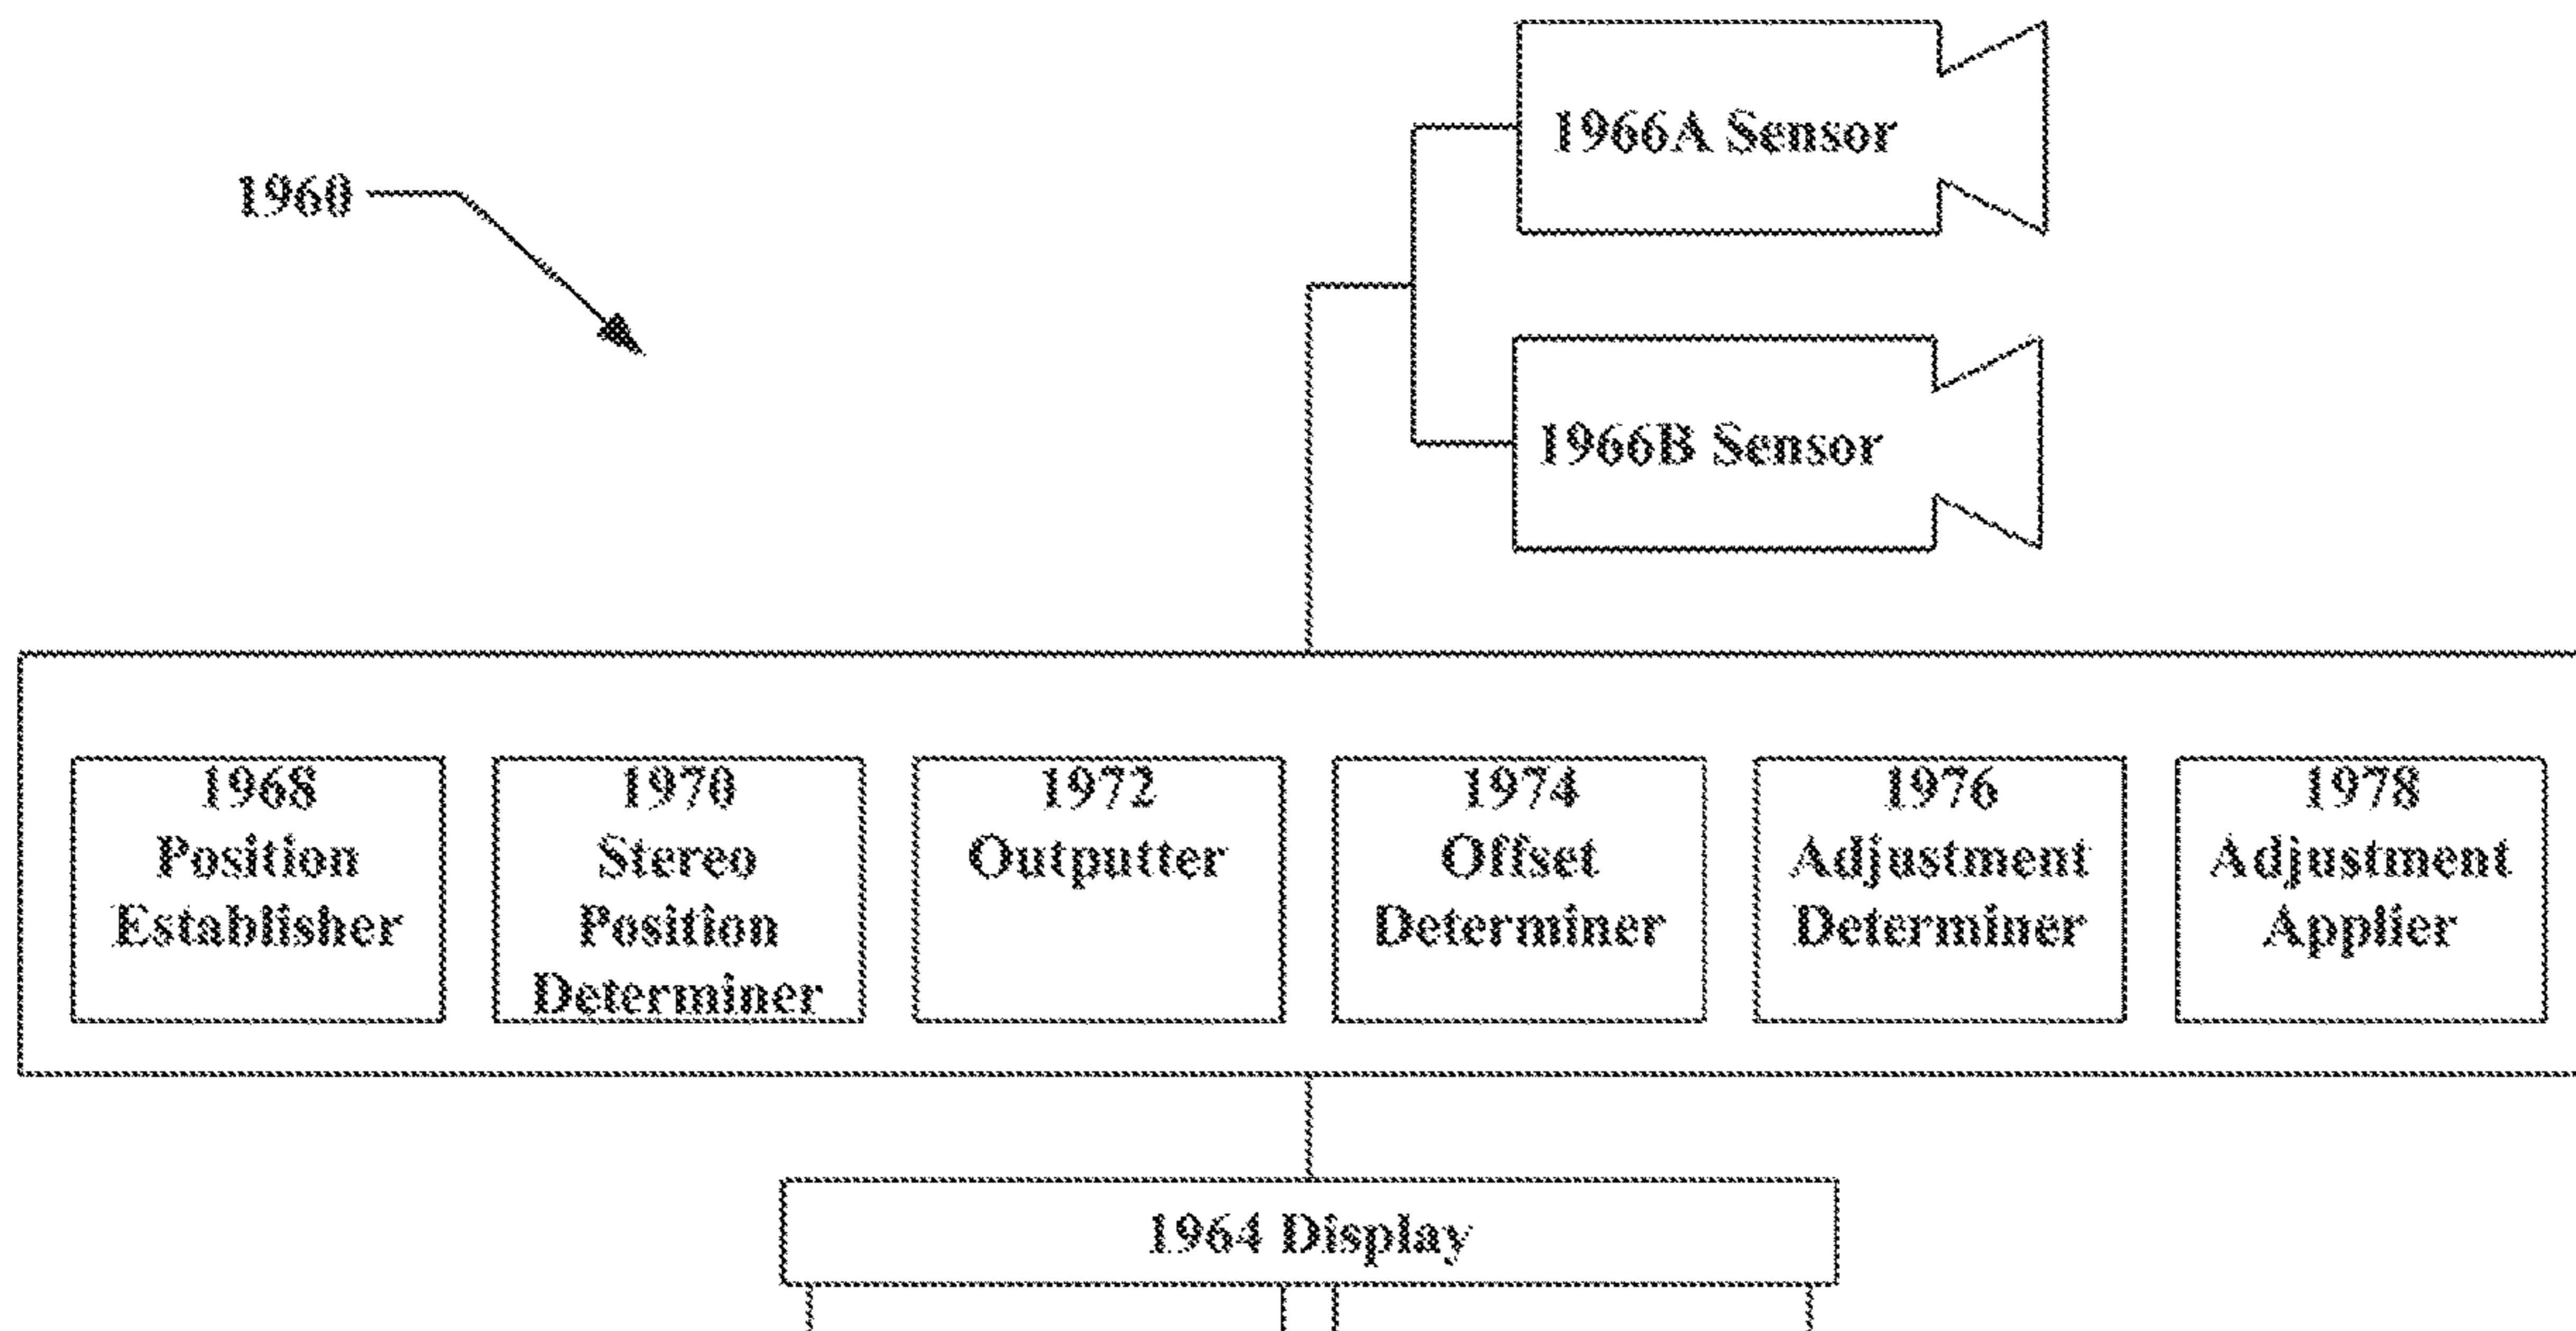 1966A Sensor
1960
1966B Sensor
1968
Position
Establisher
1970
Stereo
Position
Determiner
1972
Outputter
1974
Offset
Determiner
1976
Adjustment
Determiner
1978
Adjustment
Applier
1964 Display